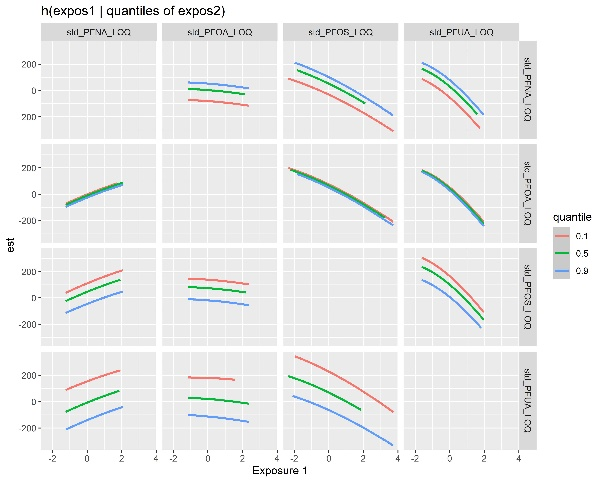 h(expos1 | quantiles of expos2)
std_PFNA_LOQ std_PFOA_LOQ std_PFOS_LOQ std_PFUA_LOQ
200
0
200
std_PFNA_LOQ
200
0
-200
std_PFOA_LOQ
200
0
-200
std_PFOS_LOQ
200
0
-200
std_PFUA_LOQ
est
-2 0 2 4 -2 0 2 4 -2 0 2 4 -2 0 2 4
Exposure 1
quantile
0.1
0.5
0.9